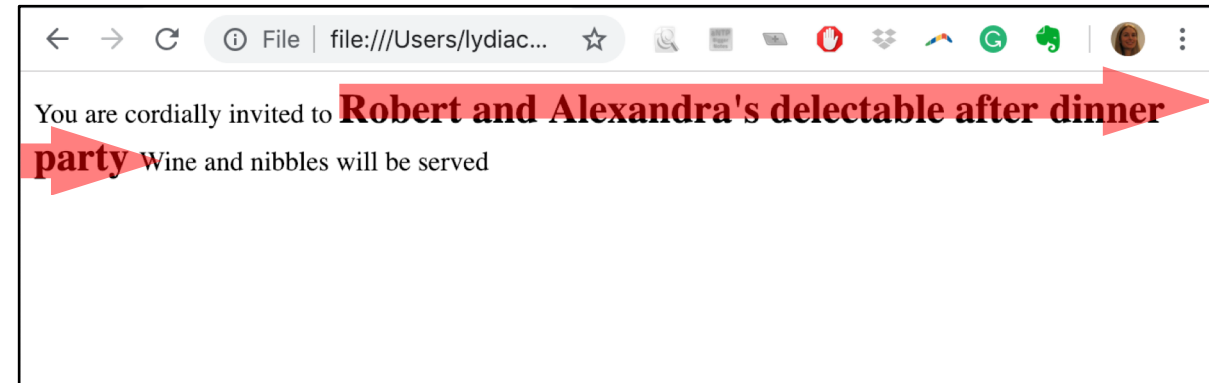 File file:///Users/lydiac...
You are cordially invited to Robert and Alexandra's delectable after dinner
party Wine and nibbles will be served